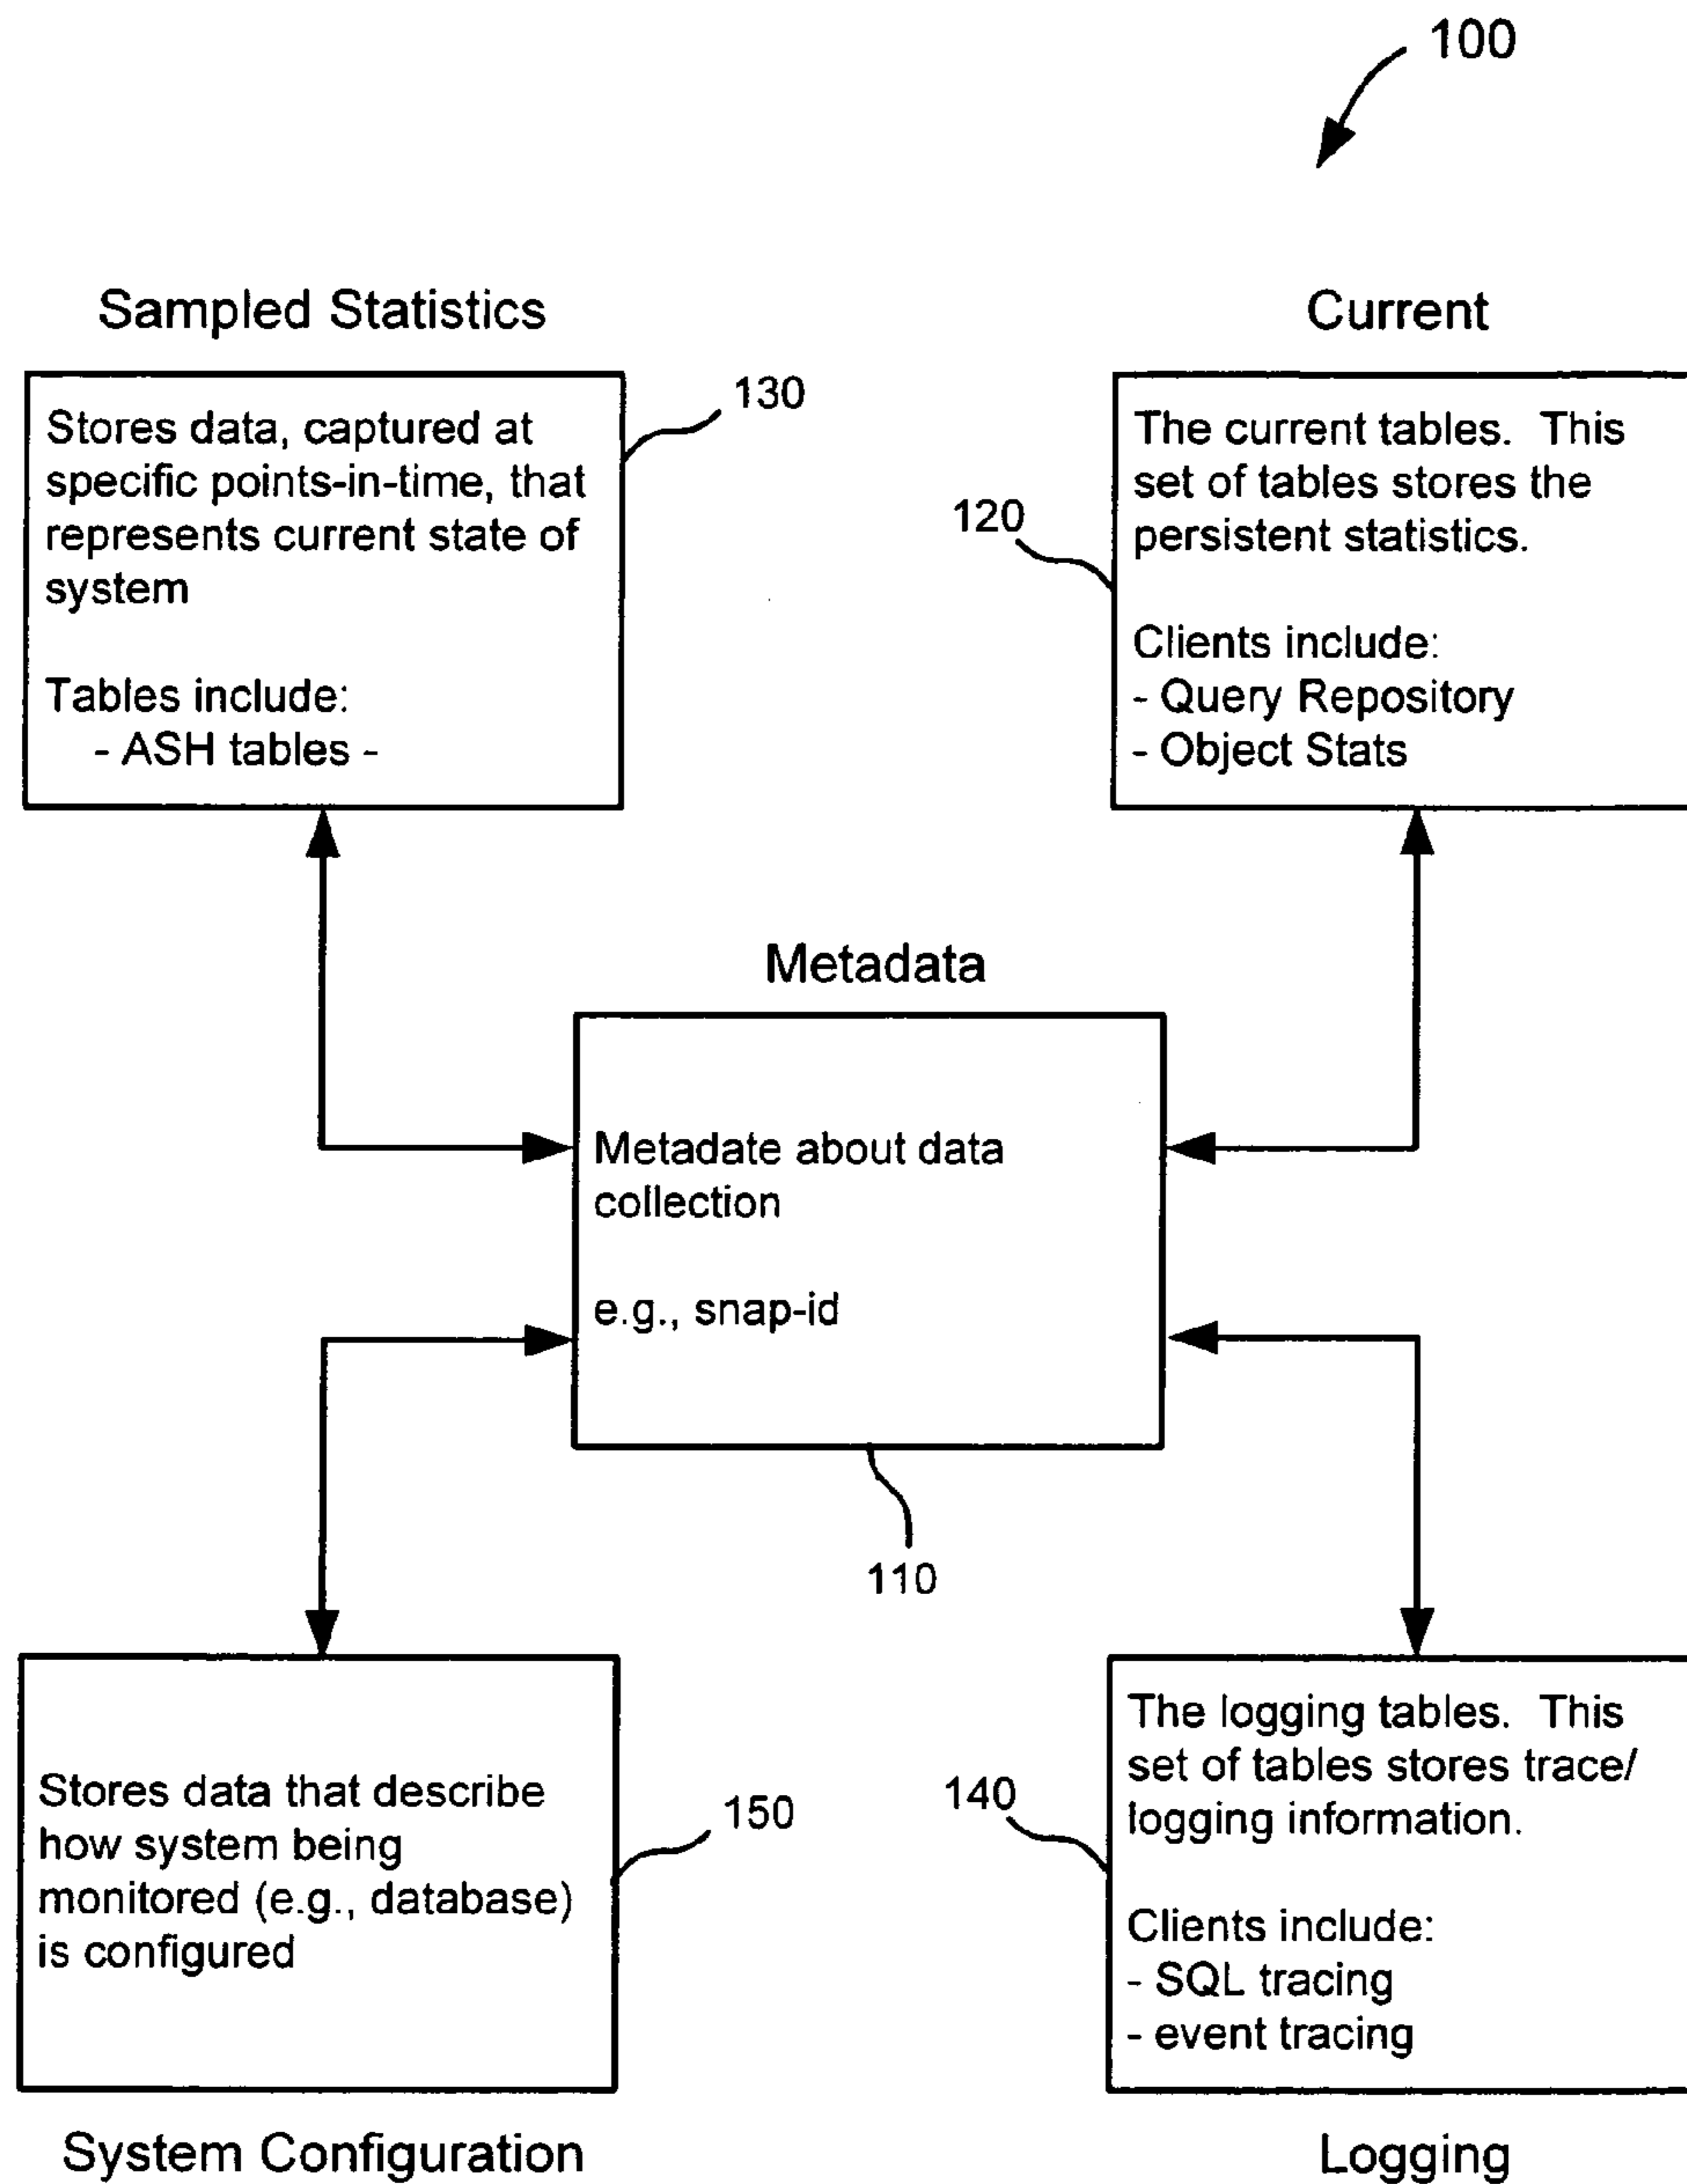 100
Sampled Statistics
Stores data, captured at
specific points-in-time, that
represents current state of
system
Tables include:
- ASH tables -
130
Current
The current tables. This
set of tables stores the
persistent statistics.
Clients include:
- Query Repository
- Object Stats
120
Metadata
Metadate about data
collection
e.g., snap-id
110
Stores data that describe
how system being
monitored (e.g., database)
is configured
150
System Configuration
The logging tables. This
set of tables stores trace/
logging information.
Clients include:
- SQL tracing
- event tracing
140
Logging